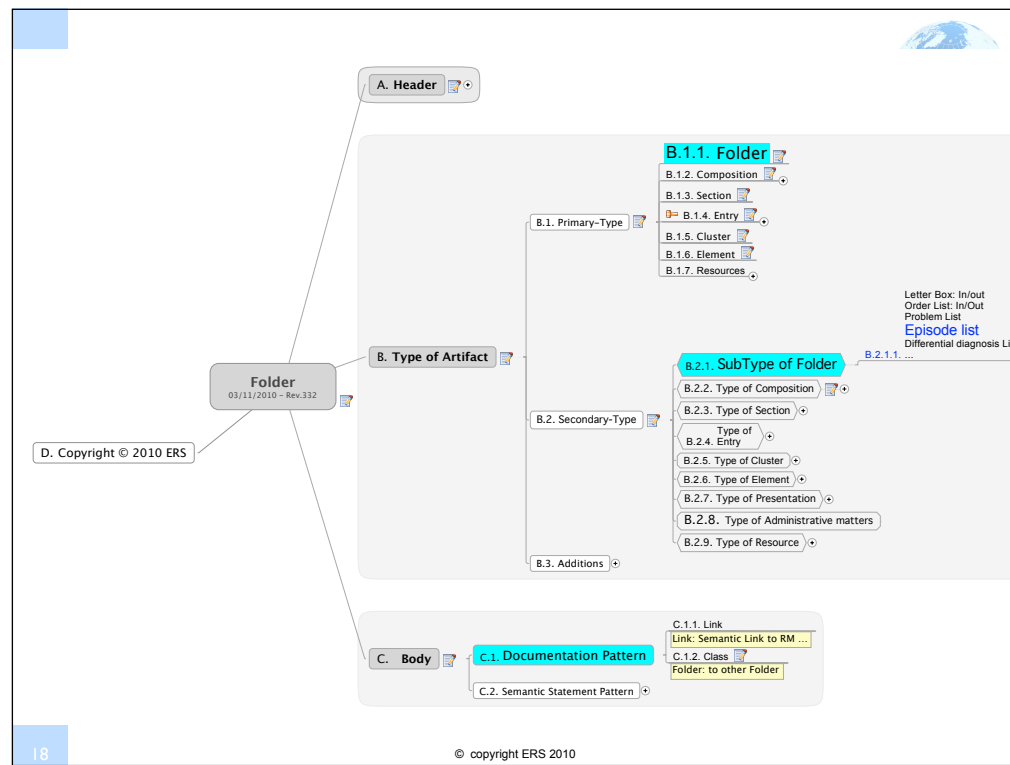 A. Header
B.1.1. Folder
B.1.2. Composition
B.1.3. Section
B.1.4. Entry
B.1.5. Cluster
B.1.6. Element
B.1.7. Resources
B.1. Primary-Type
Letter Box: In/out
Order List: In/Out
Problem List
Episode list
Differential diagnosis Li
B.2.1.1. ...
B. Type of Artifact
B.2.1. SubType of Folder
B.2.2. Type of Composition
B.2.3. Type of Section
Type of
B.2.4. Entry
B.2.5. Type of Cluster
B.2.6. Type of Element
B.2.7. Type of Presentation
B.2.8. Type of Administrative matters
B.2.9. Type of Resource
B.2. Secondary-Type
B.3. Additions
Folder
03/11/2010 - Rev.332
D. Copyright © 2010 ERS
C. Body
C.1. Documentation Pattern
C.1.1. Link
Link: Semantic Link to RM ...
C.1.2. Class
Folder: to other Folder
C.2. Semantic Statement Pattern
18
© copyright ERS 2010